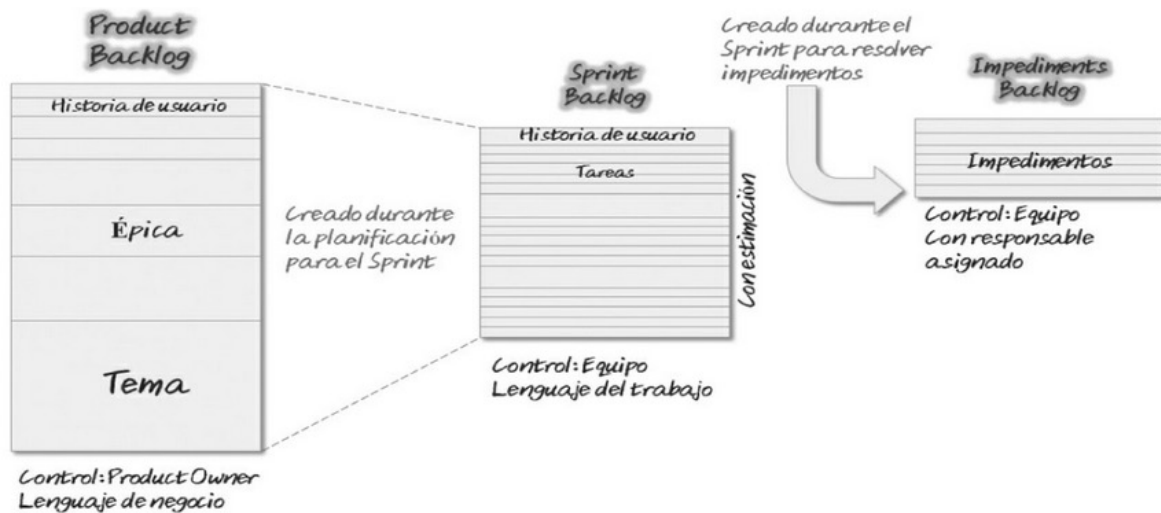 Product
Backlog
Historia de usuario
Épica
Tema
Control: Product Owner
Lenguaje de negocio
Creado durante
la planificación
para el Sprint
Sprint
Backlog
Historia de usuario
Tareas
Con estimación
Control: Equipo
Lenguaje del trabajo
Creado durante el
Sprint para resolver
impedimentos
Impediments
Backlog
Impedimentos
Control: Equipo
Con responsable
asignado